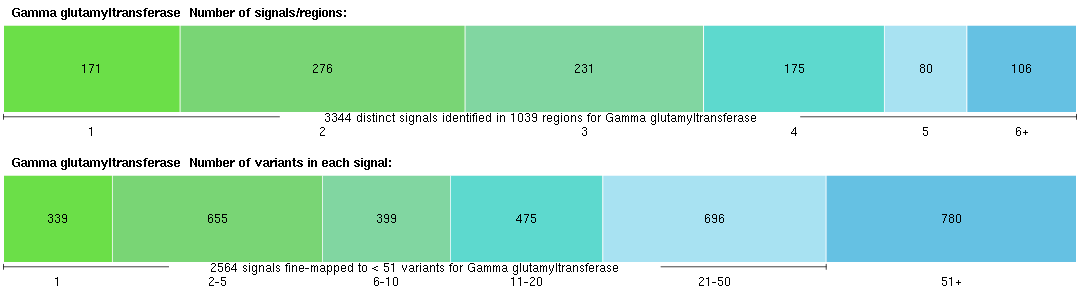 Gamma glutamyltransferase Number of signals/regions:
171 276 231 175 80 106
3344 distinct signals identified in 1039 regions for Gamma glutamyltransferase
1 2 3 4 5 6+
Gamma glutamyltransferase Number of variants in each signal:
339 655 399 475 696 780
2564 signals fine-mapped to < 51 variants for Gamma glutamyltransferase
1 2-5 6-10 11-20 21-50 51+